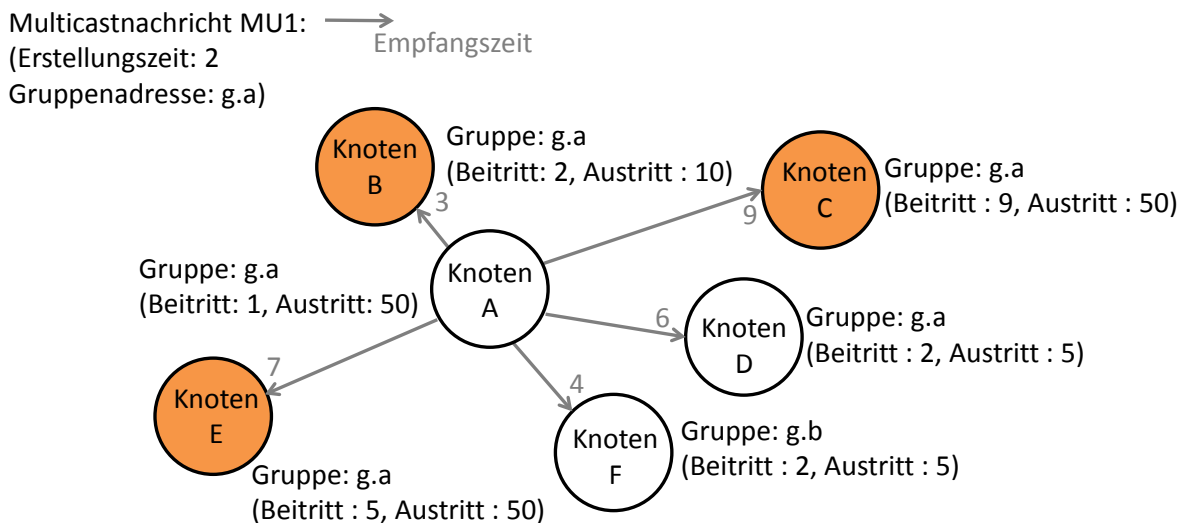 Multicastnachricht MU1:
(Erstellungszeit: 2
Gruppenadresse: g.a)
Empfangszeit
Knoten
B
Gruppe: g.a
(Beitritt: 2, Austritt : 10)
3
Knoten
C
Gruppe: g.a
(Beitritt : 9, Austritt : 50)
9
Gruppe: g.a
(Beitritt: 1, Austritt: 50)
Knoten
A
6
Knoten
D
Gruppe: g.a
(Beitritt : 2, Austritt : 5)
7
Knoten
E
Gruppe: g.a
(Beitritt : 5, Austritt : 50)
4
Knoten
F
Gruppe: g.b
(Beitritt : 2, Austritt : 5)